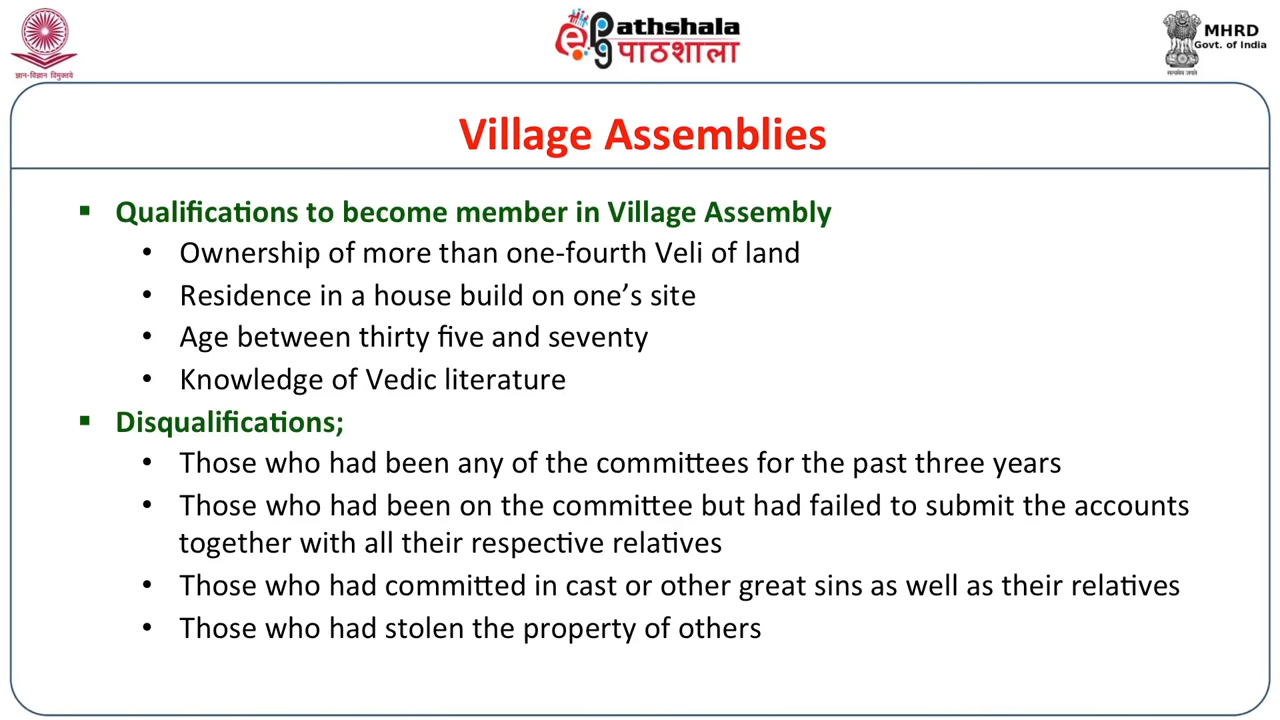 ज्ञान-विज्ञान विमुक्तये
epg Pathshala
पाठशाला
MHRD
Govt. of India
सत्यमेव जयते
Village Assemblies
▪ Qualifications to become member in Village Assembly
• Ownership of more than one-fourth Veli of land
• Residence in a house build on one’s site
• Age between thirty five and seventy
• Knowledge of Vedic literature
▪ Disqualifications;
• Those who had been any of the committees for the past three years
• Those who had been on the committee but had failed to submit the accounts
together with all their respective relatives
• Those who had committed in cast or other great sins as well as their relatives
• Those who had stolen the property of others